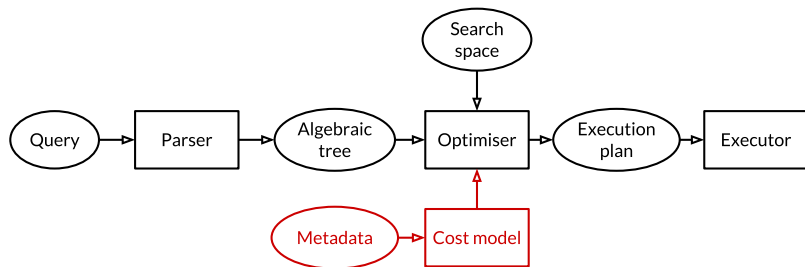 Search
space
Query
Parser
Algebraic
tree
Optimiser
Execution
plan
Executor
Metadata
Cost model